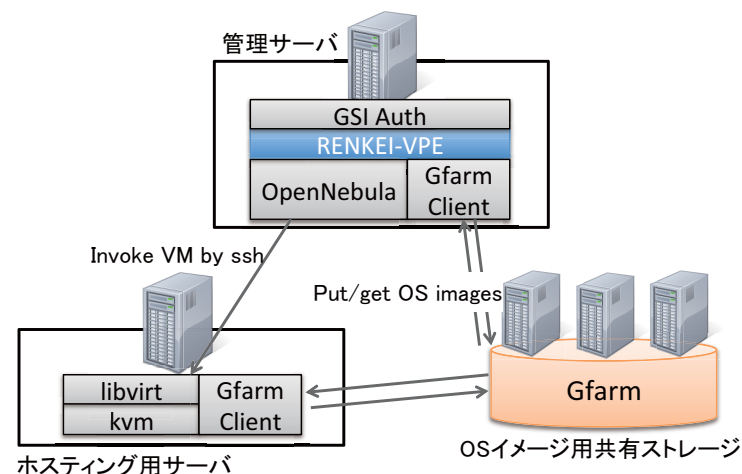 管理サーバ
GSI Auth
RENKEI-VPE
OpenNebula
Gfarm
Client
Invoke VM by ssh
Put/get OS images
libvirt
kvm
Gfarm
Client
Gfarm
ホスティング用サーバ
OSイメージ用共有ストレージ